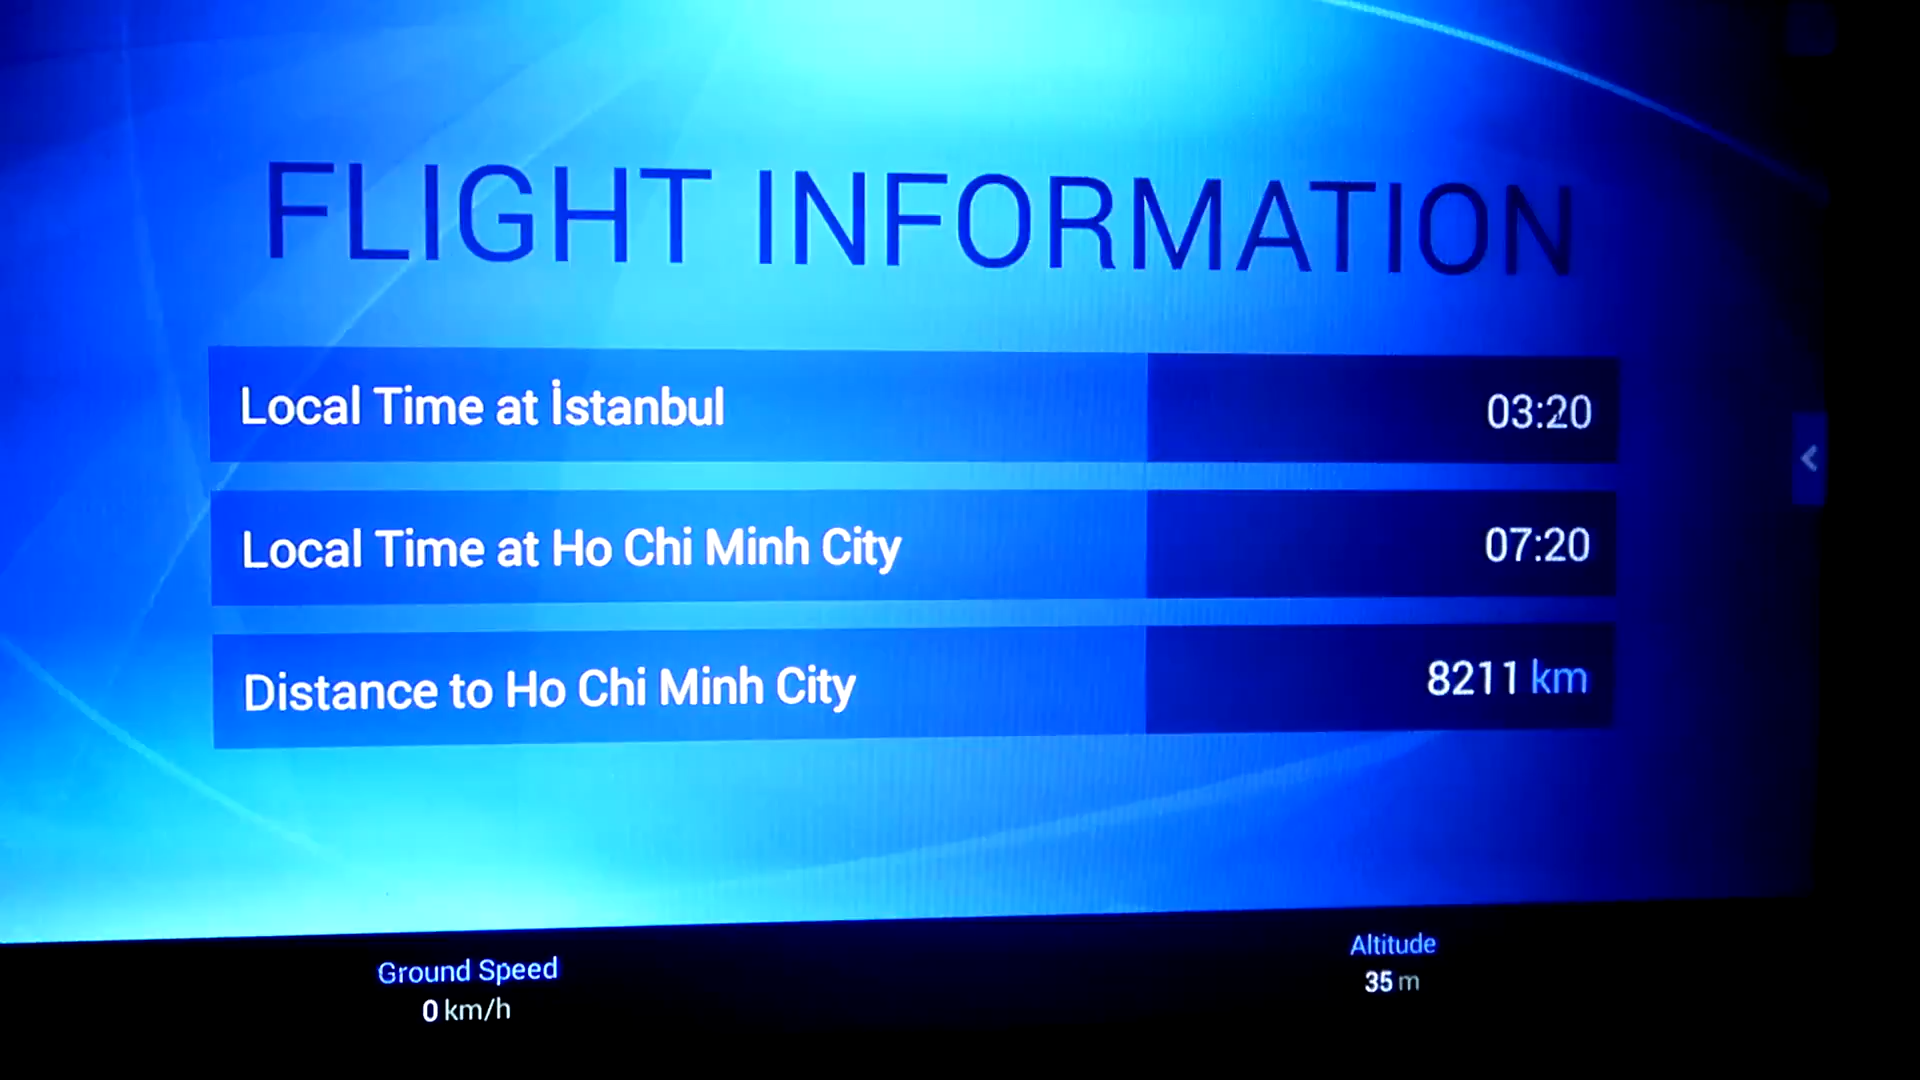 FLIGHT INFORMATION
Local Time at İstanbul 03:20
Local Time at Ho Chi Minh City 07:20
Distance to Ho Chi Minh City 8211 km
Ground Speed Altitude
0 km/h 35 m